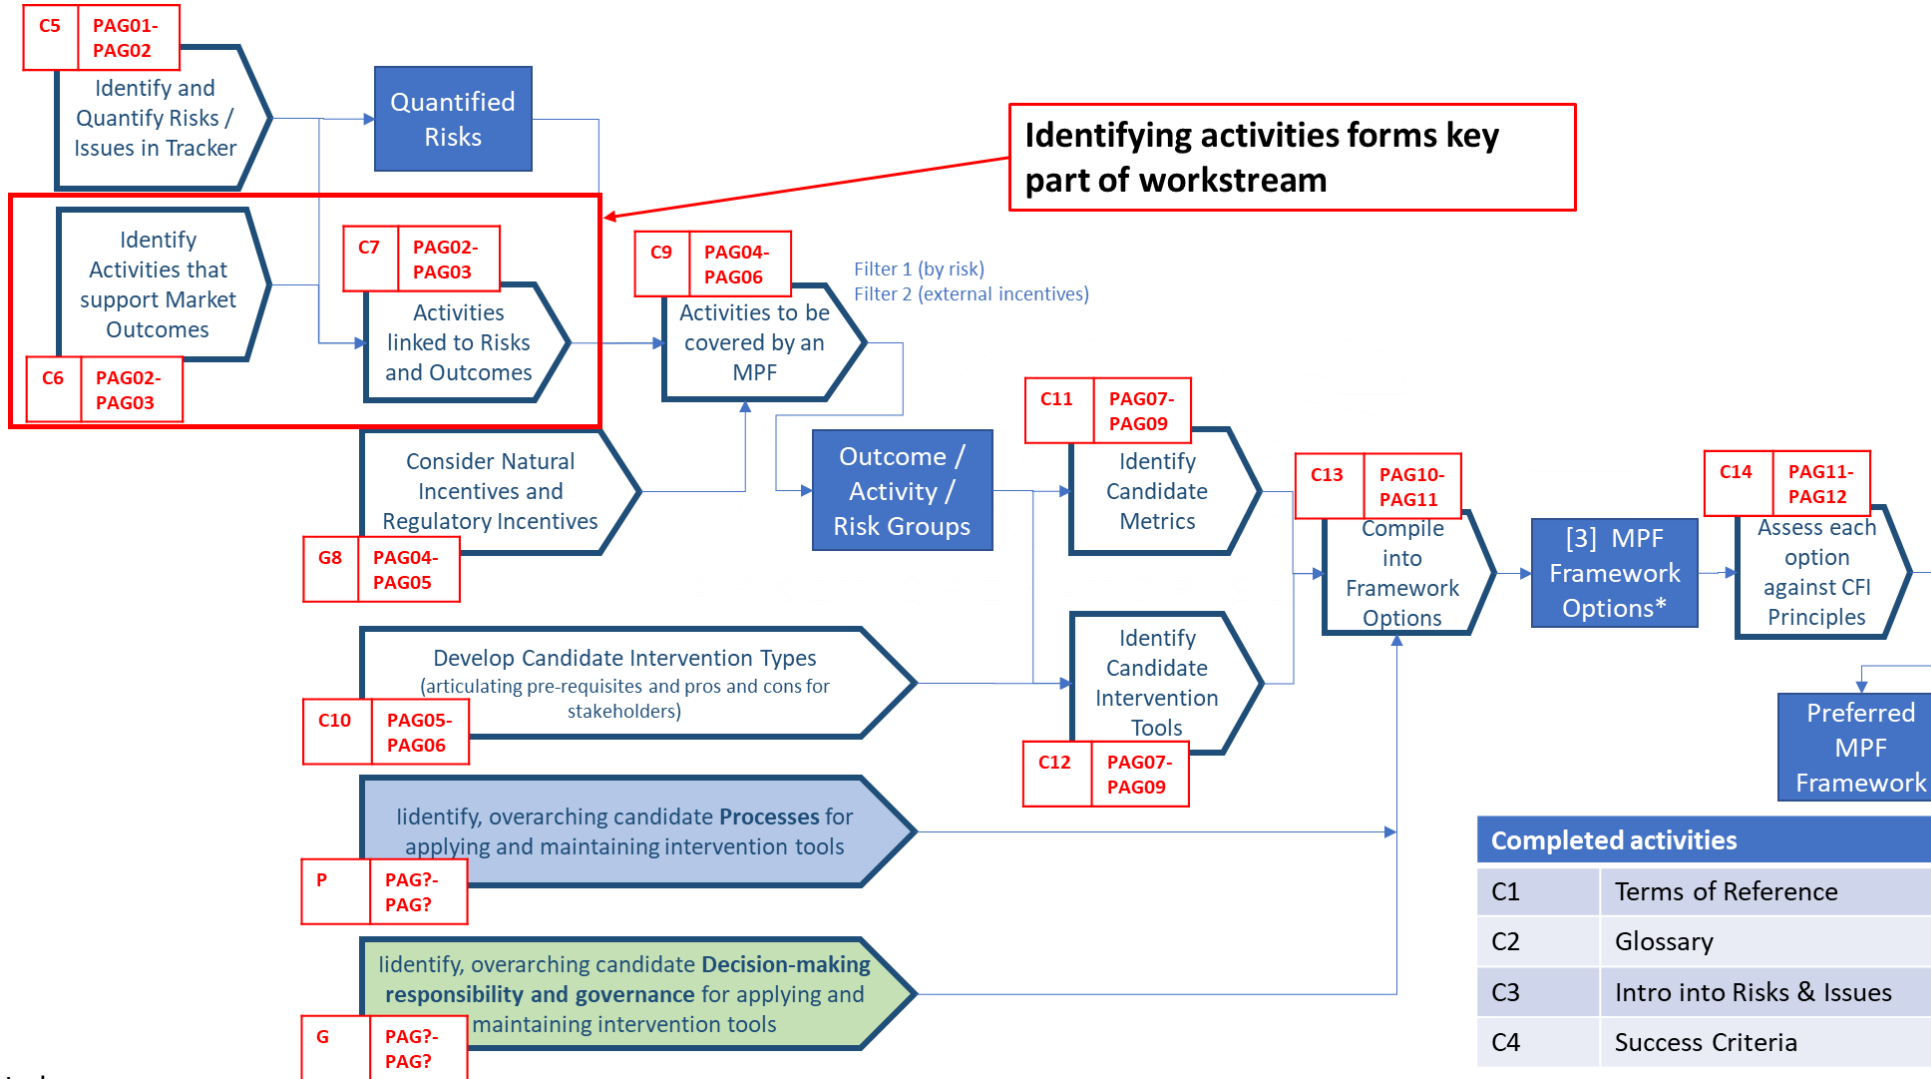 C5
PAG01-
PAG02
Identify and
Quantify Risks /
Issues in Tracker
Quantified
Risks
Identifying activities forms key
part of workstream
Identify
Activities that
support Market
Outcomes
C6
PAG02-
PAG03
C7
PAG02-
PAG03
Activities
linked to Risks
and Outcomes
C9
PAG04-
PAG06
Activities to be
covered by an
MPF
Filter 1 (by risk)
Filter 2 (external incentives)
Consider Natural
Incentives and
Regulatory Incentives
G8
PAG04-
PAG05
Outcome /
Activity /
Risk Groups
C11
PAG07-
PAG09
Identify
Candidate
Metrics
C13
PAG10-
PAG11
Compile
into
Framework
Options
[3] MPF
Framework
Options*
C14
PAG11-
PAG12
Assess each
option
against CFI
Principles
Develop Candidate Intervention Types
(articulating pre-requisites and pros and cons for
stakeholders)
C10
PAG05-
PAG06
Identify
Candidate
Intervention
Tools
C12
PAG07-
PAG09
Preferred
MPF
Framework
Iidentify, overarching candidate Processes for
applying and maintaining intervention tools
P
PAG?-
PAG?
Iidentify, overarching candidate Decision-making
responsibility and governance for applying and
maintaining intervention tools
G
PAG?-
PAG?
Completed activities
C1 Terms of Reference
C2 Glossary
C3 Intro into Risks & Issues
C4 Success Criteria